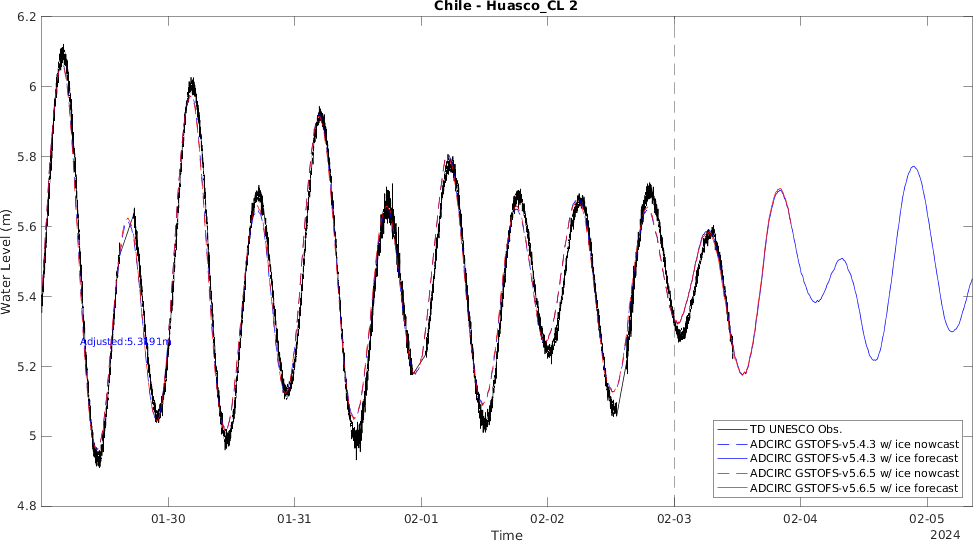 Chile - Huasco_CL 2
6.2
6
5.8
5.6
5.4
5.2
5
4.8
Water Level (m)
Adjusted:5.3491m
TD UNESCO Obs.
ADCIRC GSTOFS-v5.4.3 w/ ice nowcast
ADCIRC GSTOFS-v5.4.3 w/ ice forecast
ADCIRC GSTOFS-v5.6.5 w/ ice nowcast
ADCIRC GSTOFS-v5.6.5 w/ ice forecast
01-30
01-31
02-01
02-02
02-03
02-04
02-05
Time
2024